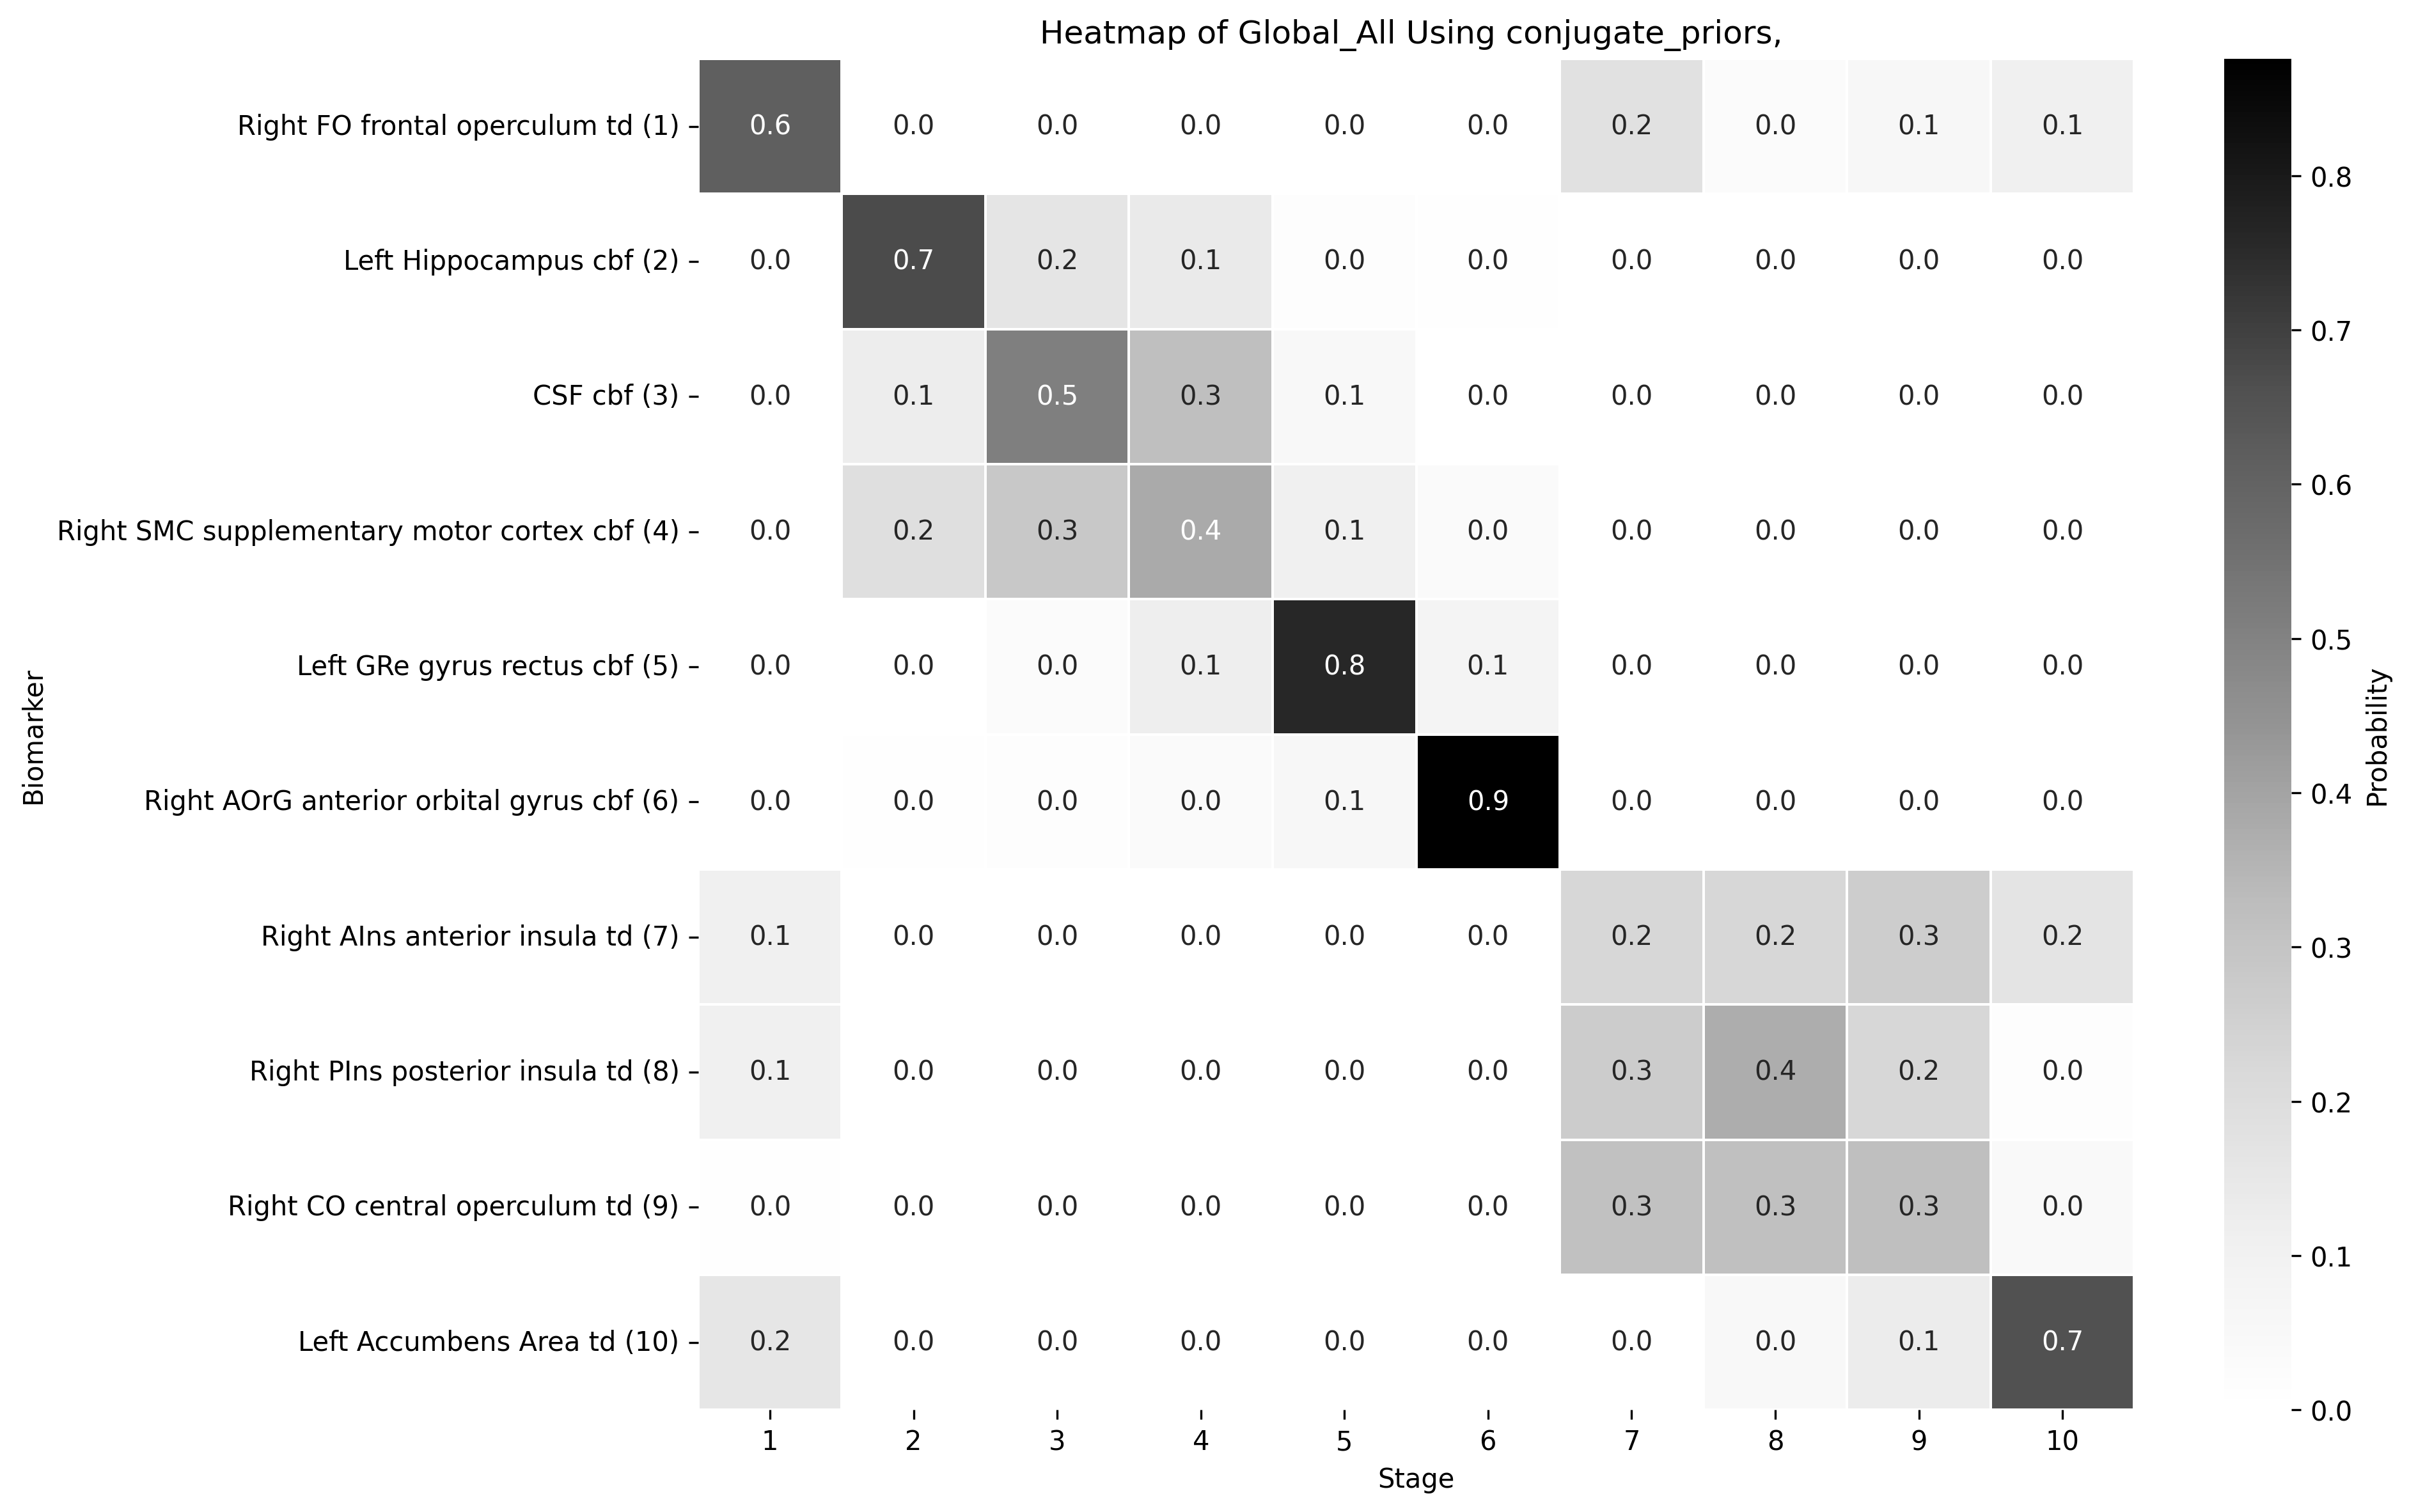 Heatmap of Global_All Using conjugate_priors,
Biomarker
Right FO frontal operculum td (1) 0.6 0.0 0.0 0.0 0.0 0.0 0.2 0.0 0.1 0.1
Left Hippocampus cbf (2) 0.0 0.7 0.2 0.1 0.0 0.0 0.0 0.0 0.0 0.0
CSF cbf (3) 0.0 0.1 0.5 0.3 0.1 0.0 0.0 0.0 0.0 0.0
Right SMC supplementary motor cortex cbf (4) 0.0 0.2 0.3 0.4 0.1 0.0 0.0 0.0 0.0 0.0
Left GRe gyrus rectus cbf (5) 0.0 0.0 0.0 0.1 0.8 0.1 0.0 0.0 0.0 0.0
Right AOrG anterior orbital gyrus cbf (6) 0.0 0.0 0.0 0.0 0.1 0.9 0.0 0.0 0.0 0.0
Right AIns anterior insula td (7) 0.1 0.0 0.0 0.0 0.0 0.0 0.2 0.2 0.3 0.2
Right PIns posterior insula td (8) 0.1 0.0 0.0 0.0 0.0 0.0 0.3 0.4 0.2 0.0
Right CO central operculum td (9) 0.0 0.0 0.0 0.0 0.0 0.0 0.3 0.3 0.3 0.0
Left Accumbens Area td (10) 0.2 0.0 0.0 0.0 0.0 0.0 0.0 0.0 0.1 0.7
1 2 3 4 5 6 7 8 9 10
Stage
0.8
0.7
0.6
0.5
0.4
0.3
0.2
0.1
0.0
Probability